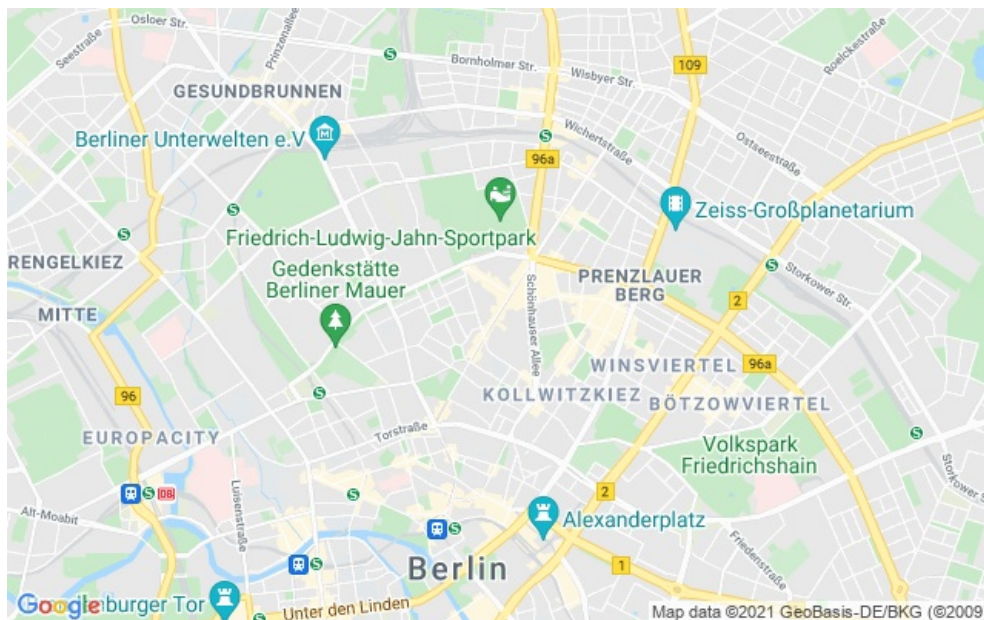 Osloer Str.
Seestraße
Prinzenallee
Bornholmer Str.
Wisbyer Str.
109
Roelckestraße
GESUNDBRUNNEN
Berliner Unterwelten e.V
Wichertstraße
Ostseestraße
96a
Zeiss-Großplanetarium
Friedrich-Ludwig-Jahn-Sportpark
RENGELKIEZ
Gedenkstätte
Berliner Mauer
PRENZLAUER
BERG
Storkower Str.
2
MITTE
Schönhauser Allee
WINSVIERTEL
96a
96
KOLLWITZKIEZ
BÖTZOWVIERTEL
EUROPACITY
Torstraße
Volkspark
Friedrichshain
Storkower S
Luisenstraße
DB
2
Alt-Moabit
Alexanderplatz
Friedenstraße
Berlin
1
Google
nburger Tor
Unter den Linden
Map data ©2021 GeoBasis-DE/BKG (©2009